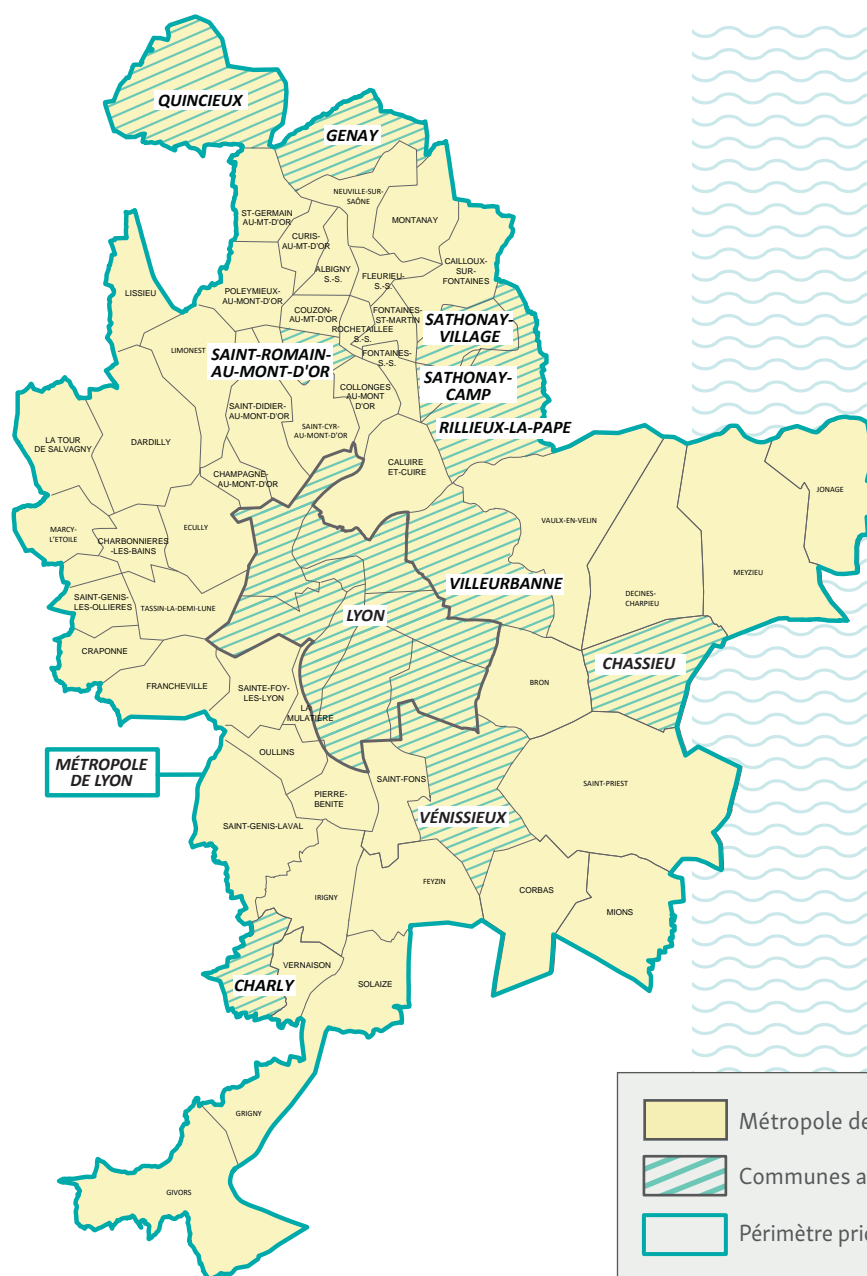 QUINCIEUX
GENAY
NEUVILLE-SUR-
SAÔNE
ST-GERMAIN
AU-MT-D'OR
MONTANAY
CURIS-
AU-MT-D'OR
ALBIGNY
S.-S.
FLEURIEU-
S.-S.
CAILLOUX-
SUR-
FONTAINES
LISSIEU
POLEYMIEUX-
AU-MONT-D'OR
COUZON-
AU-MT-D'OR
FONTAINES-
ST-MARTIN
ROCHETAILLEE
S.-S.
SATHONAY-
VILLAGE
LIMONEST
SAINT-ROMAIN-
AU-MONT-D'OR
FONTAINES-
S.-S.
SATHONAY-
CAMP
COLLONGES
AU-MONT
D'OR
SAINT-DIDIER-
AU-MONT-D'OR
SAINT-CYR-
AU-MONT-D'OR
RILLIEUX-LA-PAPE
LA TOUR
DE SALVAGNY
DARDILLY
CALUIRE
ET-CUIRE
CHAMPAGNE-
AU-MONT-D'OR
JONAGE
MARCY-
L'ETOILE
CHARBONNIERES
-LES-BAINS
ECULLY
VAULX-EN-VELIN
MEYZIEU
VILLEURBANNE
DECINES-
CHARPIEU
SAINT-GENIS-
LES-OLLIERES
TASSIN-LA-DEMI-LUNE
LYON
CRAPONNE
CHASSIEU
FRANCHEVILLE
SAINTE-FOY-
LES-LYON
BRON
LA
MULATIERE
OULLINS
MÉTROPOLE
DE LYON
SAINT-FONS
SAINT-PRIEST
PIERRE-
BENITE
SAINT-GENIS-LAVAL
VÉNISSIEUX
IRIGNY
FEYZIN
CORBAS
MIONS
VERNAISON
CHARLY
SOLAIZE
GRIGNY
GIVORS
Métropole de
Communes a
Périmètre prio